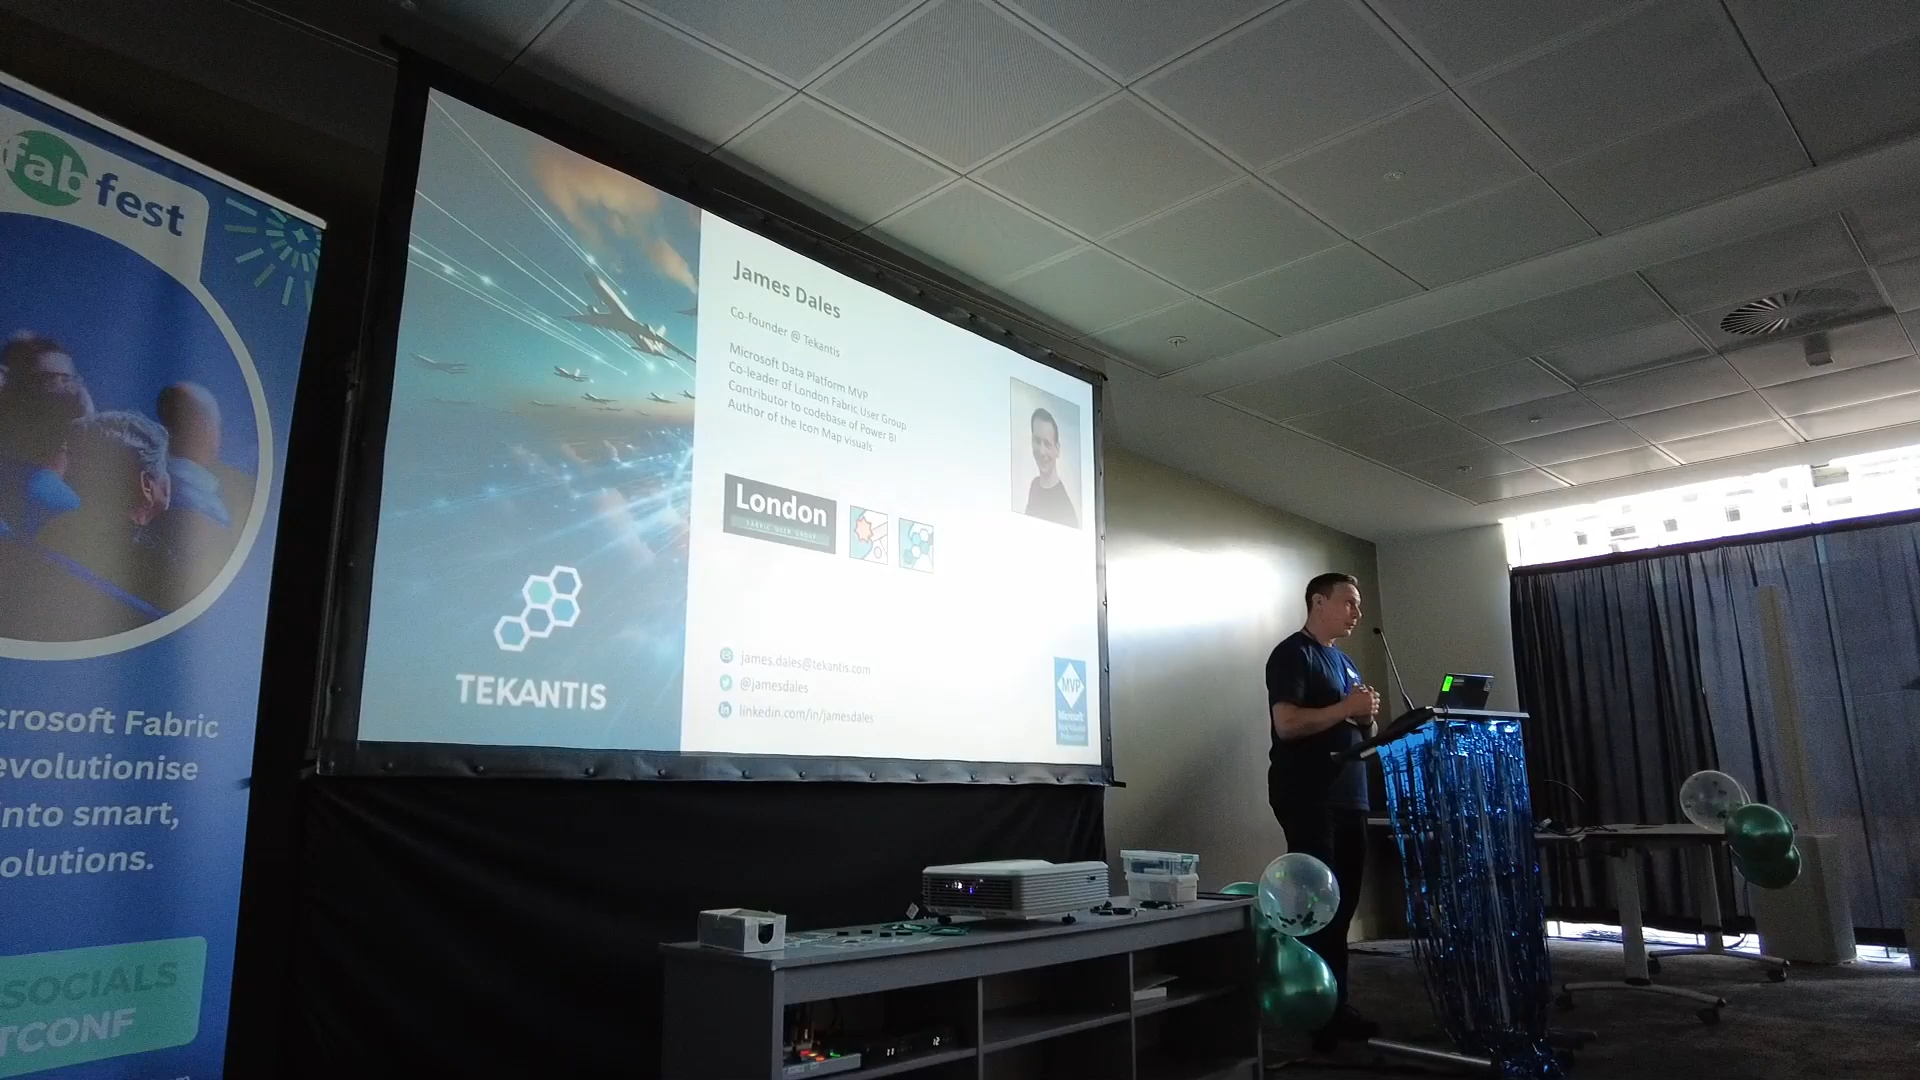 fab fest
crosoft Fabric
evolutionise
into smart,
olutions.
SOCIALS
TCONF
TEKANTIS
James Dales
Co-founder @ Tekantis
Microsoft Data Platform MVP
Co-leader of London Fabric User Group
Contributor to codebase of Power BI
Author of the Icon Map visuals
London
FABRIC USER GROUP
james.dales@tekantis.com
@jamesdales
linkedin.com/in/jamesdales
MVP
Microsoft